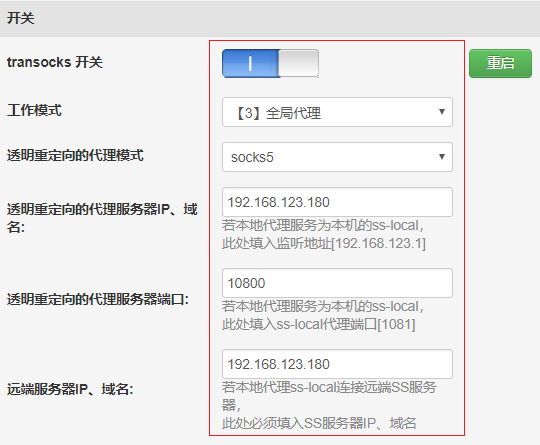 开关
transocks 开关
重启
工作模式
【3】全局代理
透明重定向的代理模式
socks5
透明重定向的代理服务器IP、域
名:
192.168.123.180
若本地代理服务为本机的ss-local，
此处填入监听地址[192.168.123.1]
透明重定向的代理服务器端口:
10800
若本地代理服务为本机的ss-local，
此处填入ss-local代理端口[1081]
远端服务器IP、域名:
192.168.123.180
若本地代理ss-local连接远端SS服务
器，
此处必须填入SS服务器IP、域名